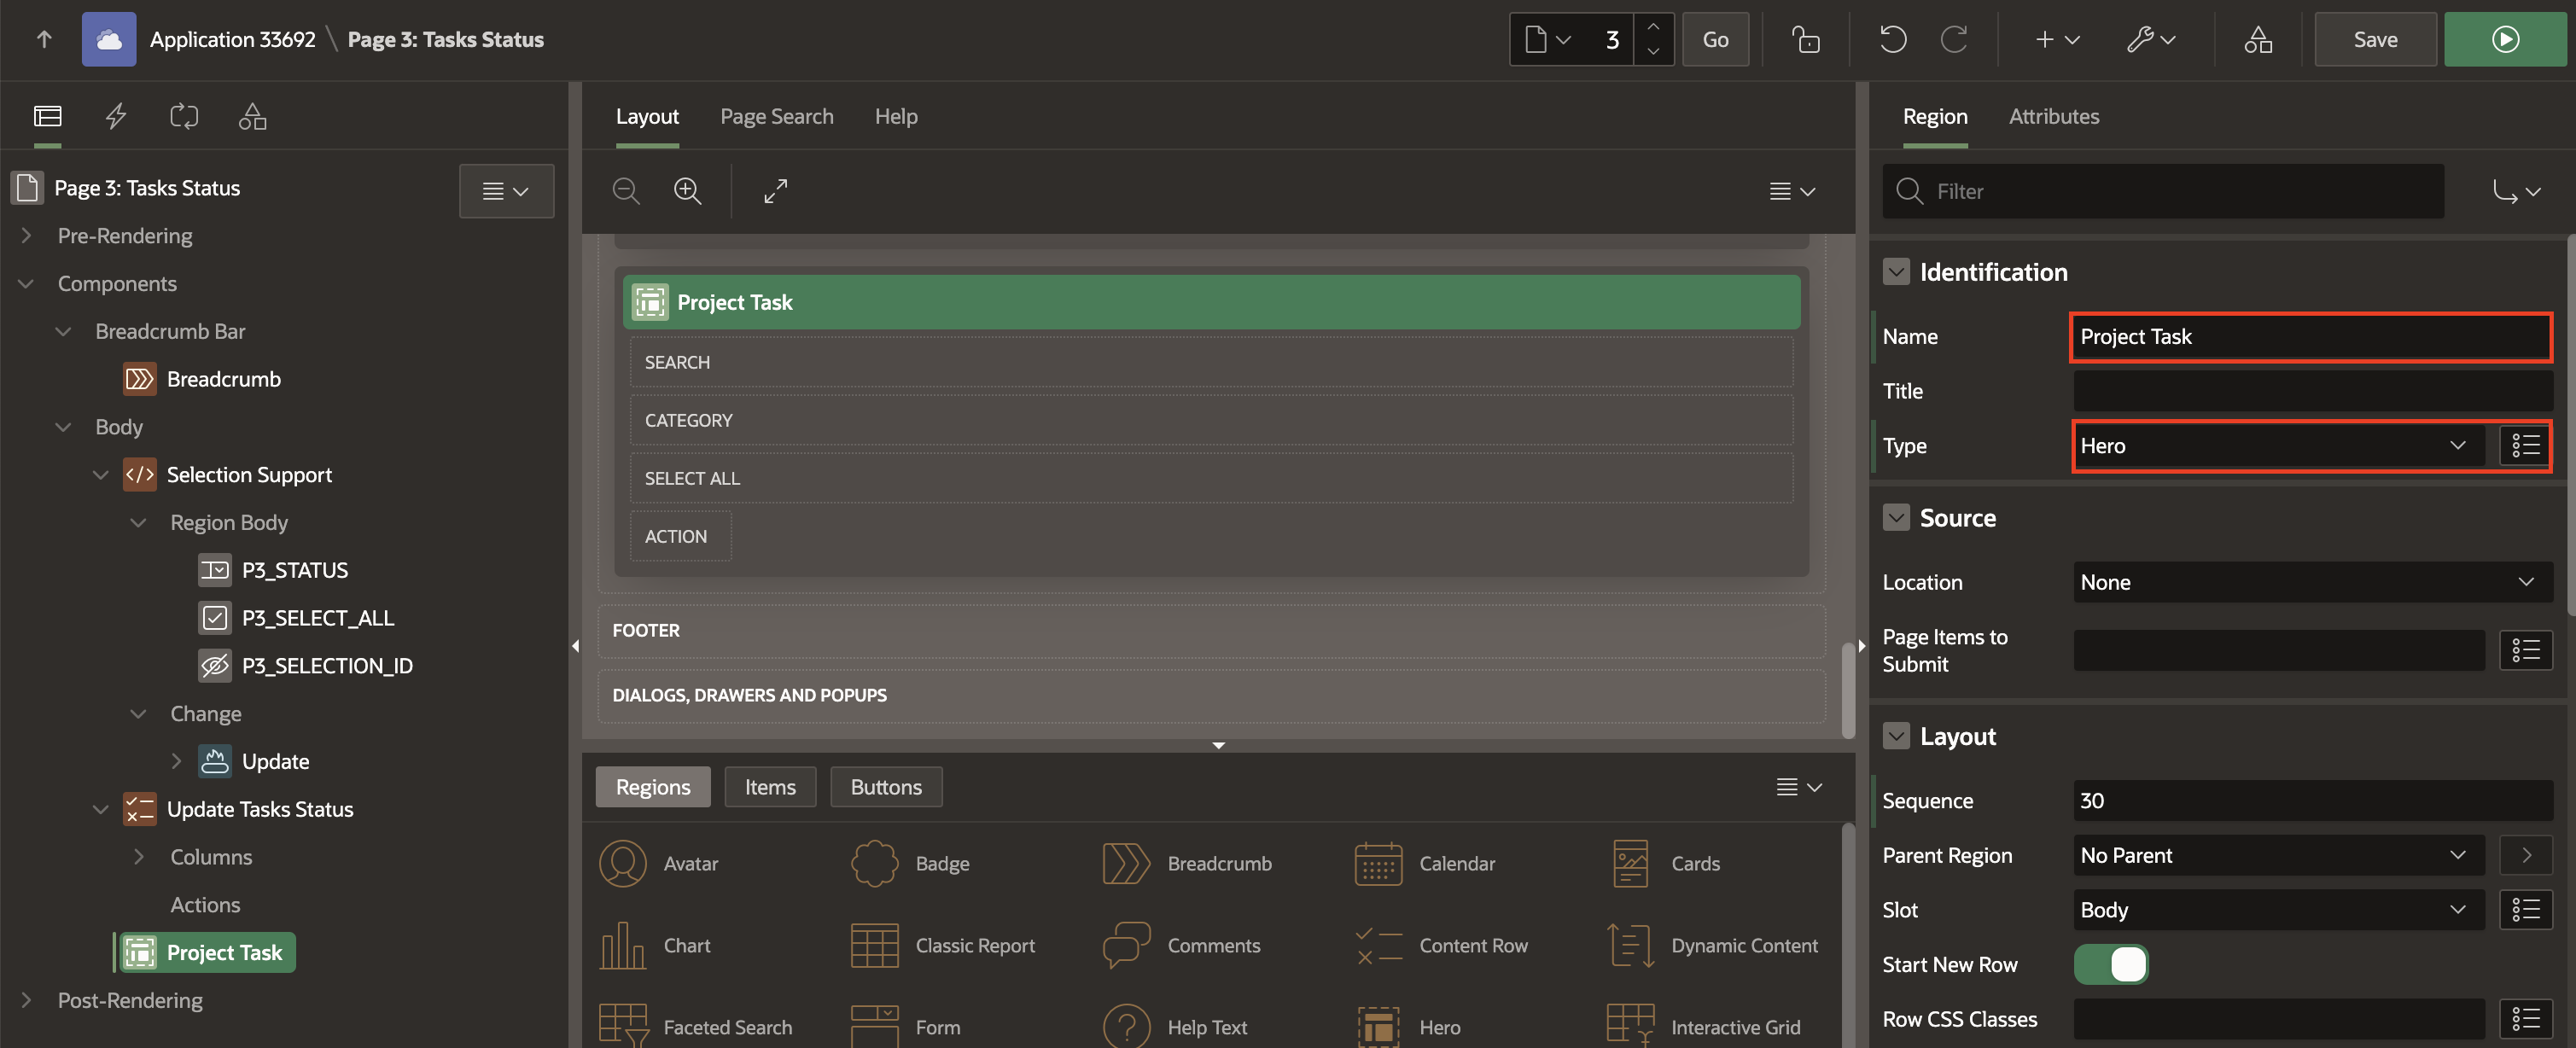 Application 33692 \ Page 3: Tasks Status
3
Go
Save
Page 3: Tasks Status
Pre-Rendering
Components
Breadcrumb Bar
Breadcrumb
Body
Selection Support
Region Body
P3_STATUS
P3_SELECT_ALL
P3_SELECTION_ID
Change
Update
Update Tasks Status
Columns
Actions
Project Task
Post-Rendering
Layout Page Search Help
Project Task
SEARCH
CATEGORY
SELECT ALL
ACTION
FOOTER
DIALOGS, DRAWERS AND POPUPS
Regions Items Buttons
Avatar Badge Breadcrumb Calendar Cards
Chart Classic Report Comments Content Row Dynamic Content
Faceted Search Form Help Text Hero Interactive Grid
Region Attributes
Filter
Identification
Name Project Task
Title
Type Hero
Source
Location None
Page Items to
Submit
Layout
Sequence 30
Parent Region No Parent
Slot Body
Start New Row
Row CSS Classes